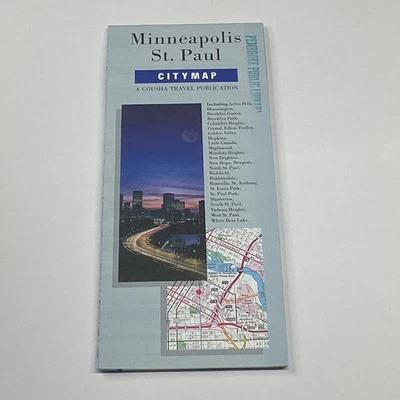 Minneapolis
St. Paul
CITYMAP
A GOUSHA TRAVEL PUBLICATION
PUBLIC LIBRARY
Including Arden Hills,
Bloomington,
Brooklyn Center,
Brooklyn Park,
Columbia Heights,
Crystal, Edina, Fridley,
Golden Valley,
Hopkins,
Little Canada,
Maplewood,
Mendota Heights,
New Brighton,
New Hope, Newport,
North St. Paul,
Richfield,
Robbinsdale,
Roseville, St. Anthony,
St. Louis Park,
St. Paul Park,
Shoreview,
South St. Paul,
Vadnais Heights,
West St. Paul,
White Bear Lake.